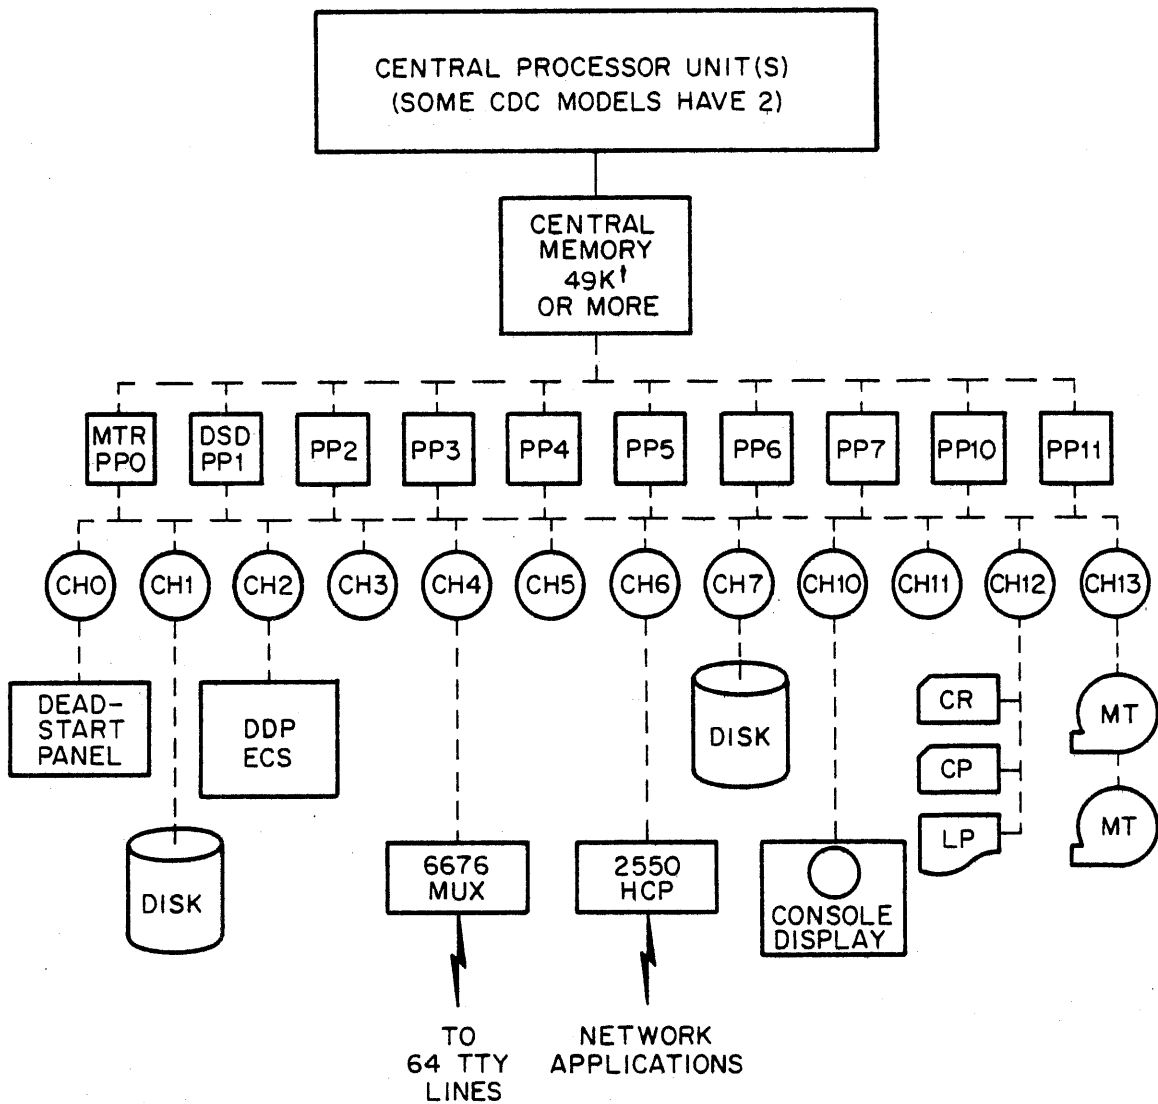 CENTRAL PROCESSOR UNIT(S)
(SOME CDC MODELS HAVE 2)
CENTRAL
MEMORY
49K†
OR MORE
MTR
PP0
DSD
PP1
PP2
PP3
PP4
PP5
PP6
PP7
PP10
PP11
CH0
CH1
CH2
CH3
CH4
CH5
CH6
CH7
CH10
CH11
CH12
CH13
DEAD-
START
PANEL
DDP
ECS
DISK
CR
CP
LP
MT
MT
DISK
6676
MUX
2550
HCP
CONSOLE
DISPLAY
TO
64 TTY
LINES
NETWORK
APPLICATIONS